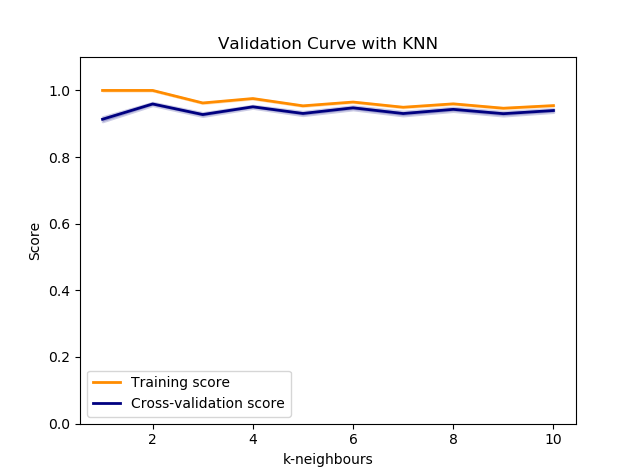 Validation Curve with KNN
1.0
0.8
0.6
0.4
0.2
0.0
Score
Training score
Cross-validation score
2 4 6 8 10
k-neighbours